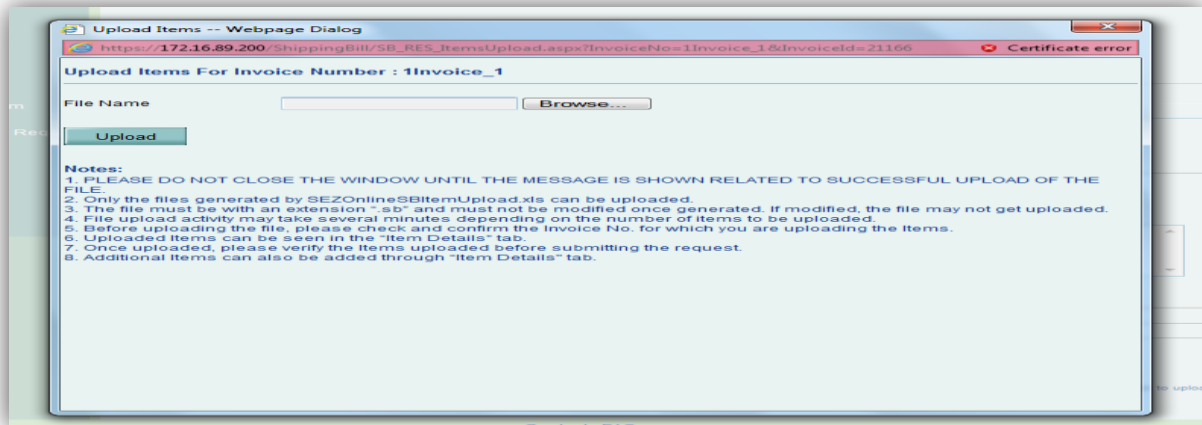 Upload Items -- Webpage Dialog
https://172.16.89.200/ShippingBill/SB_RES_ItemsUpload.aspx?InvoiceNo=1Invoice_1&InvoiceId=21166 Certificate error
Upload Items For Invoice Number : 1Invoice_1
File Name Browse...
Upload
Notes:
1. PLEASE DO NOT CLOSE THE WINDOW UNTIL THE MESSAGE IS SHOWN RELATED TO SUCCESSFUL UPLOAD OF THE
FILE.
2. Only the files generated by SEZOnlineSBItemUpload.xls can be uploaded.
3. The file must be with an extension ".sb" and must not be modified once generated. If modified, the file may not get uploaded.
4. File upload activity may take several minutes depending on the number of items to be uploaded.
5. Before uploading the file, please check and confirm the Invoice No. for which you are uploading the Items.
6. Uploaded Items can be seen in the "Item Details" tab.
7. Once uploaded, please verify the Items uploaded before submitting the request.
8. Additional Items can also be added through "Item Details" tab.